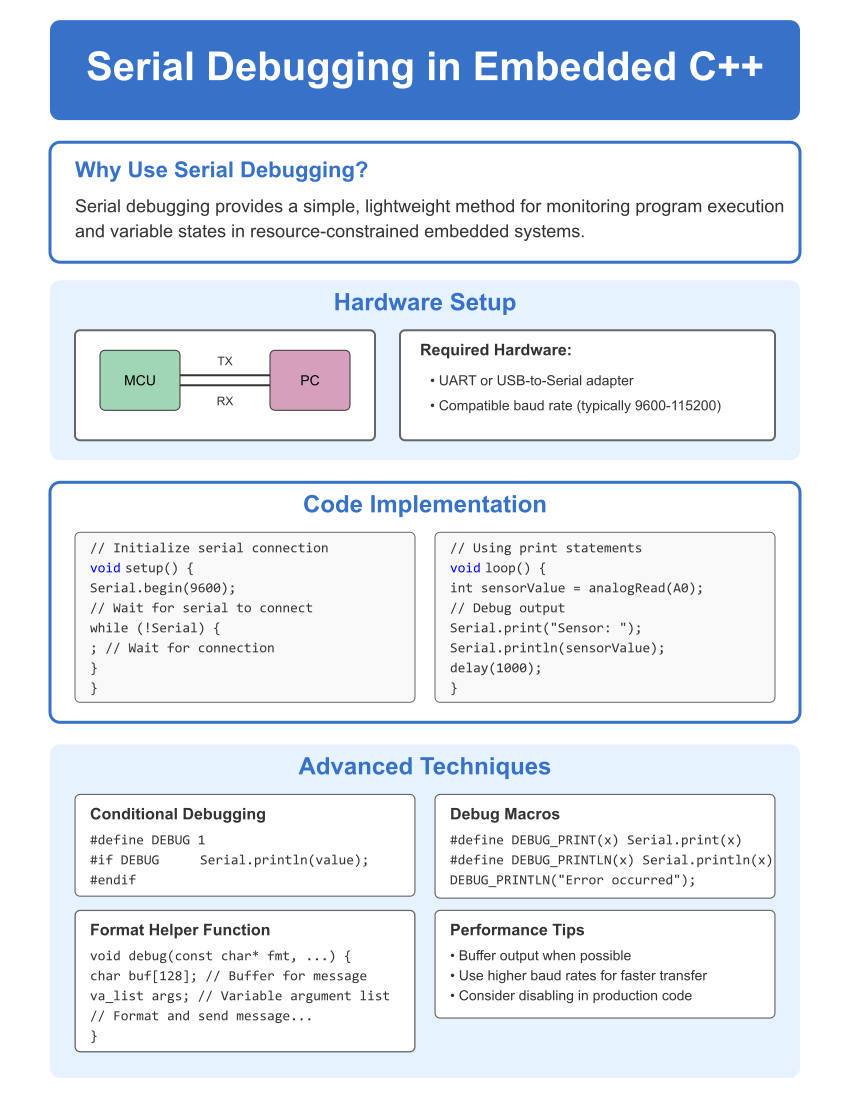 Serial Debugging in Embedded C++
Why Use Serial Debugging?
Serial debugging provides a simple, lightweight method for monitoring program execution
and variable states in resource-constrained embedded systems.
Hardware Setup
MCU
TX
RX
PC
Required Hardware:
• UART or USB-to-Serial adapter
• Compatible baud rate (typically 9600-115200)
Code Implementation
// Initialize serial connection
void setup() {
Serial.begin(9600);
// Wait for serial to connect
while (!Serial) {
; // Wait for connection
}
}
// Using print statements
void loop() {
int sensorValue = analogRead(A0);
// Debug output
Serial.print("Sensor: ");
Serial.println(sensorValue);
delay(1000);
}
Advanced Techniques
Conditional Debugging
#define DEBUG 1
#if DEBUG     Serial.println(value);
#endif
Debug Macros
#define DEBUG_PRINT(x) Serial.print(x)
#define DEBUG_PRINTLN(x) Serial.println(x)
DEBUG_PRINTLN("Error occurred");
Format Helper Function
void debug(const char* fmt, ...) {
char buf[128]; // Buffer for message
va_list args; // Variable argument list
// Format and send message...
}
Performance Tips
• Buffer output when possible
• Use higher baud rates for faster transfer
• Consider disabling in production code